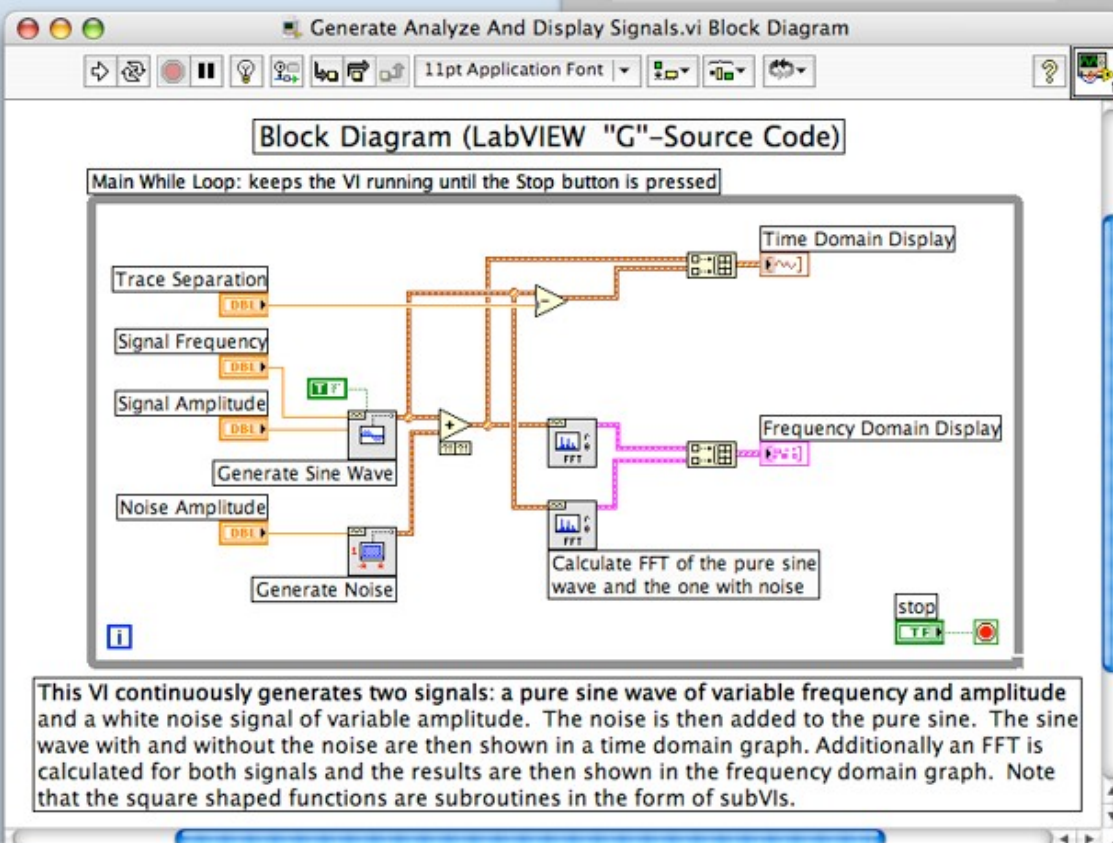 Generate Analyze And Display Signals.vi Block Diagram
11pt Application Font
Block Diagram (LabVIEW "G"-Source Code)
Main While Loop: keeps the VI running until the Stop button is pressed
Time Domain Display
Trace Separation
DBL
Signal Frequency
DBL
T F
Signal Amplitude
DBL
Frequency Domain Display
FFT
Generate Sine Wave
Noise Amplitude
DBL
FFT
Calculate FFT of the pure sine
wave and the one with noise
Generate Noise
stop
TF
i
This VI continuously generates two signals: a pure sine wave of variable frequency and amplitude
and a white noise signal of variable amplitude. The noise is then added to the pure sine. The sine
wave with and without the noise are then shown in a time domain graph. Additionally an FFT is
calculated for both signals and the results are then shown in the frequency domain graph. Note
that the square shaped functions are subroutines in the form of subVIs.